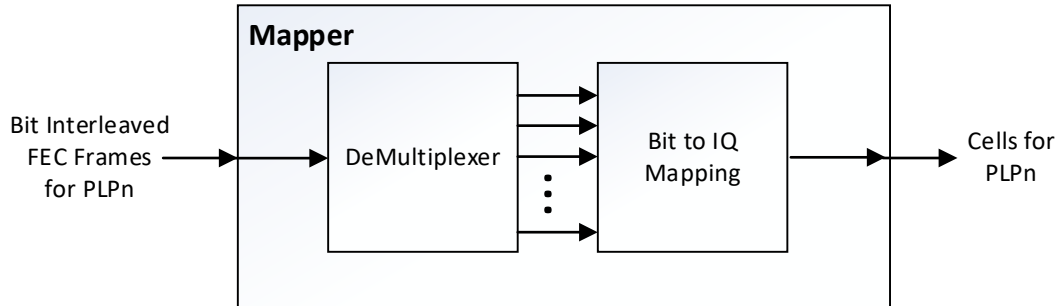 Mapper
Bit Interleaved
FEC Frames
for PLPn
DeMultiplexer
Bit to IQ
Mapping
Cells for
PLPn